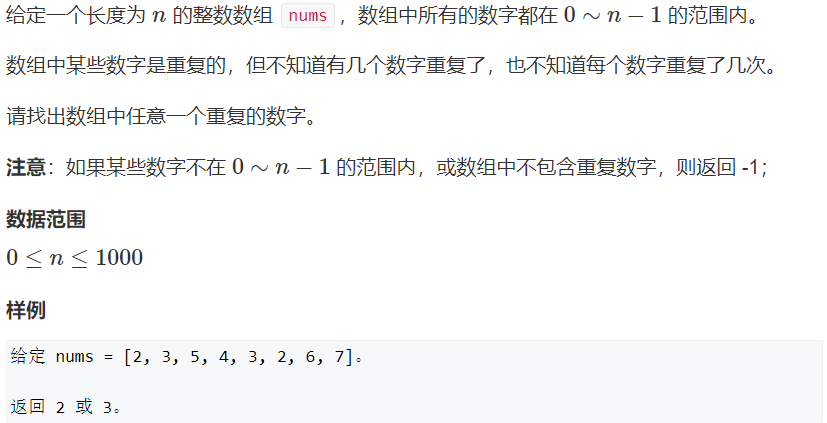 给定一个长度为 n 的整数数组 nums ，数组中所有的数字都在 0 ∼ n − 1 的范围内。
数组中某些数字是重复的，但不知道有几个数字重复了，也不知道每个数字重复了几次。
请找出数组中任意一个重复的数字。
注意：如果某些数字不在 0 ∼ n − 1 的范围内，或数组中不包含重复数字，则返回 -1；
数据范围
0 ≤ n ≤ 1000
样例
给定 nums = [2, 3, 5, 4, 3, 2, 6, 7]。
返回 2 或 3。